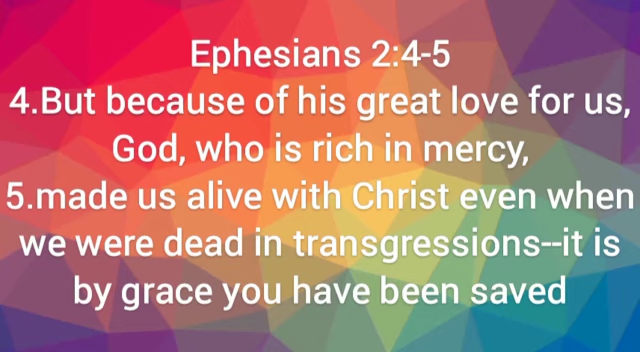 Ephesians 2:4-5
4.But because of his great love for us,
God, who is rich in mercy,
5.made us alive with Christ even when
we were dead in transgressions--it is
by grace you have been saved